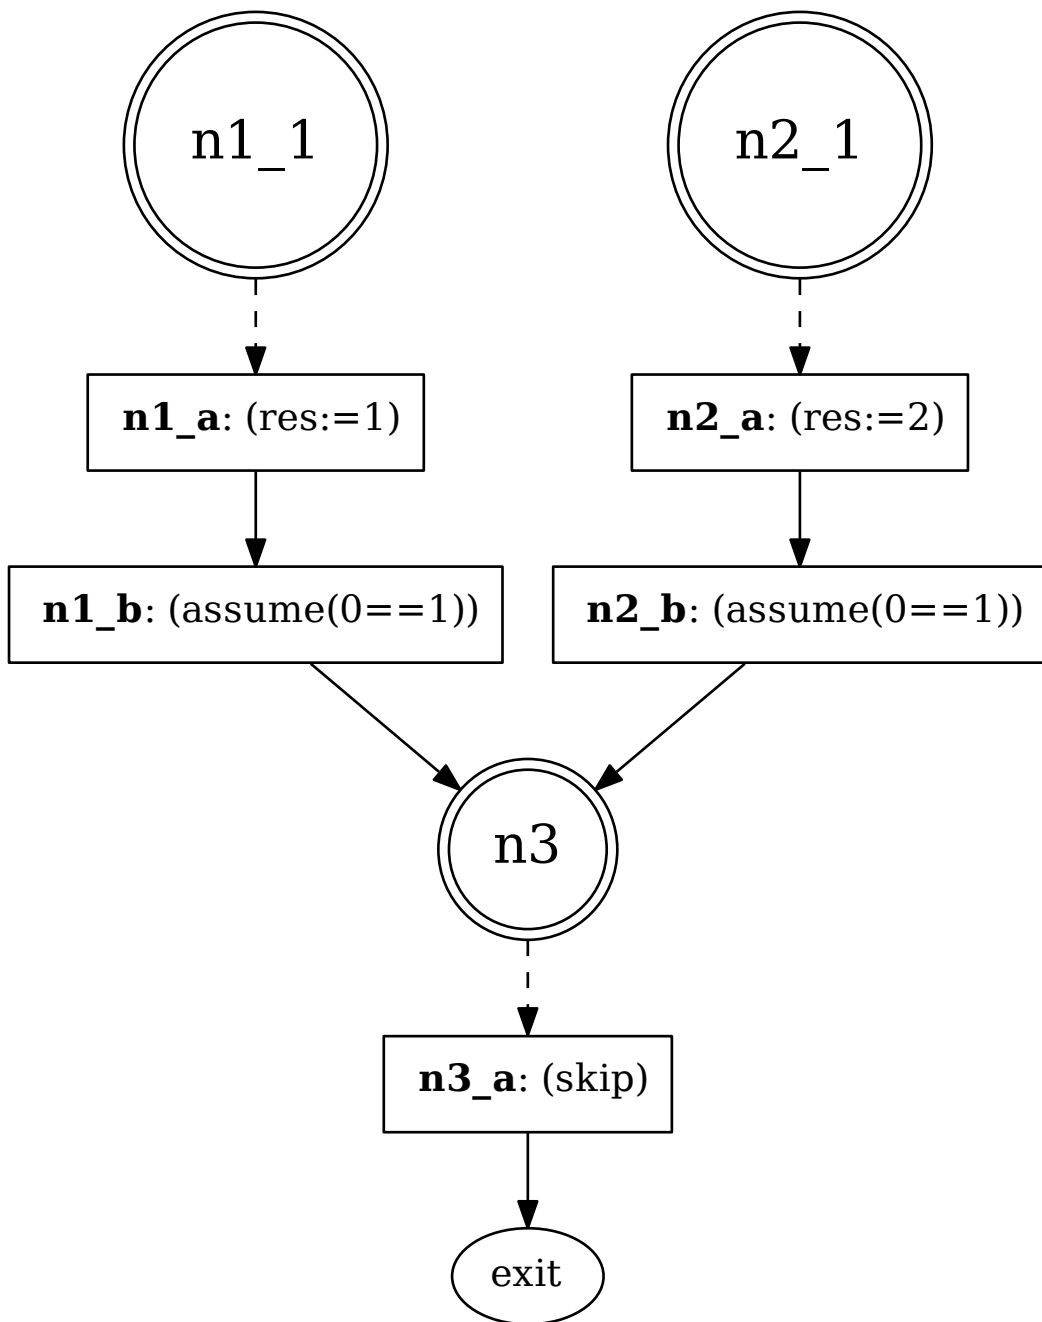 n1_1
n2_1
n1_a: (res:=1)
n2_a: (res:=2)
n1_b: (assume(0==1))
n2_b: (assume(0==1))
n3
n3_a: (skip)
exit